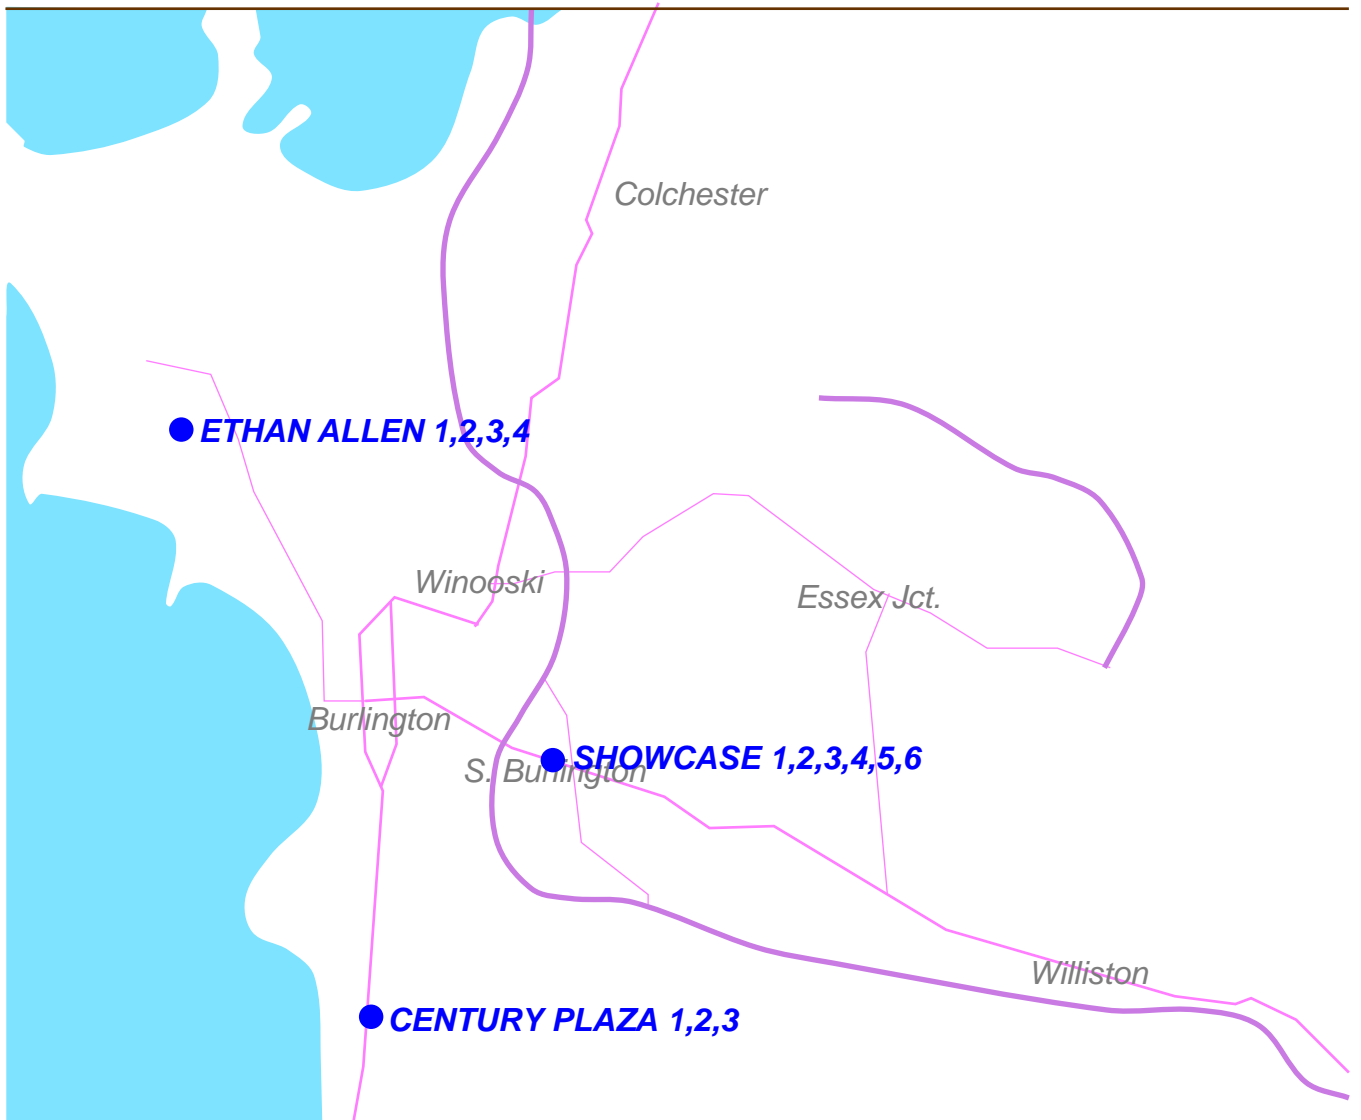 Colchester
ETHAN ALLEN 1,2,3,4
Winooski
Essex Jct.
Burlington
SHOWCASE 1,2,3,4,5,6
S. Burlington
Williston
CENTURY PLAZA 1,2,3